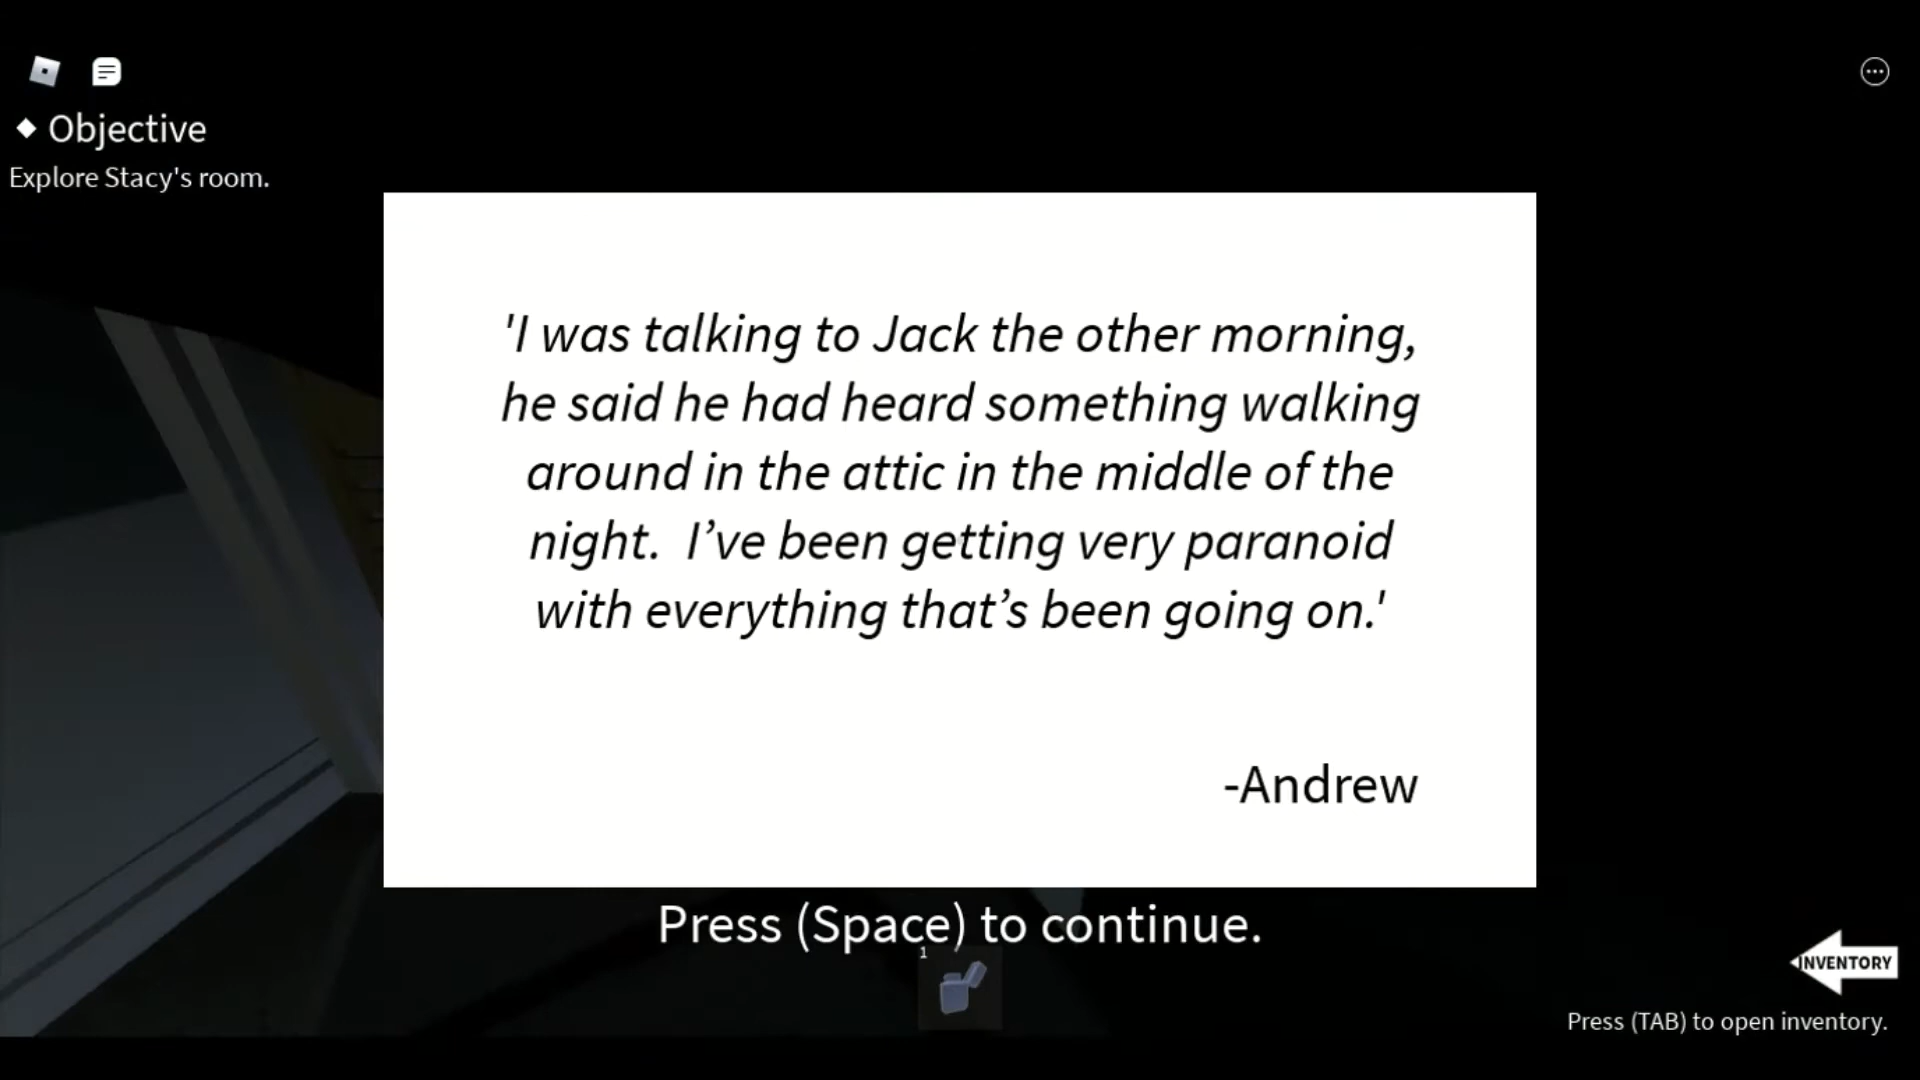 Objective
Explore Stacy's room.
'I was talking to Jack the other morning,
he said he had heard something walking
around in the attic in the middle of the
night.  I’ve been getting very paranoid
with everything that’s been going on.'
-Andrew
Press (Space) to continue.
1
INVENTORY
Press (TAB) to open inventory.